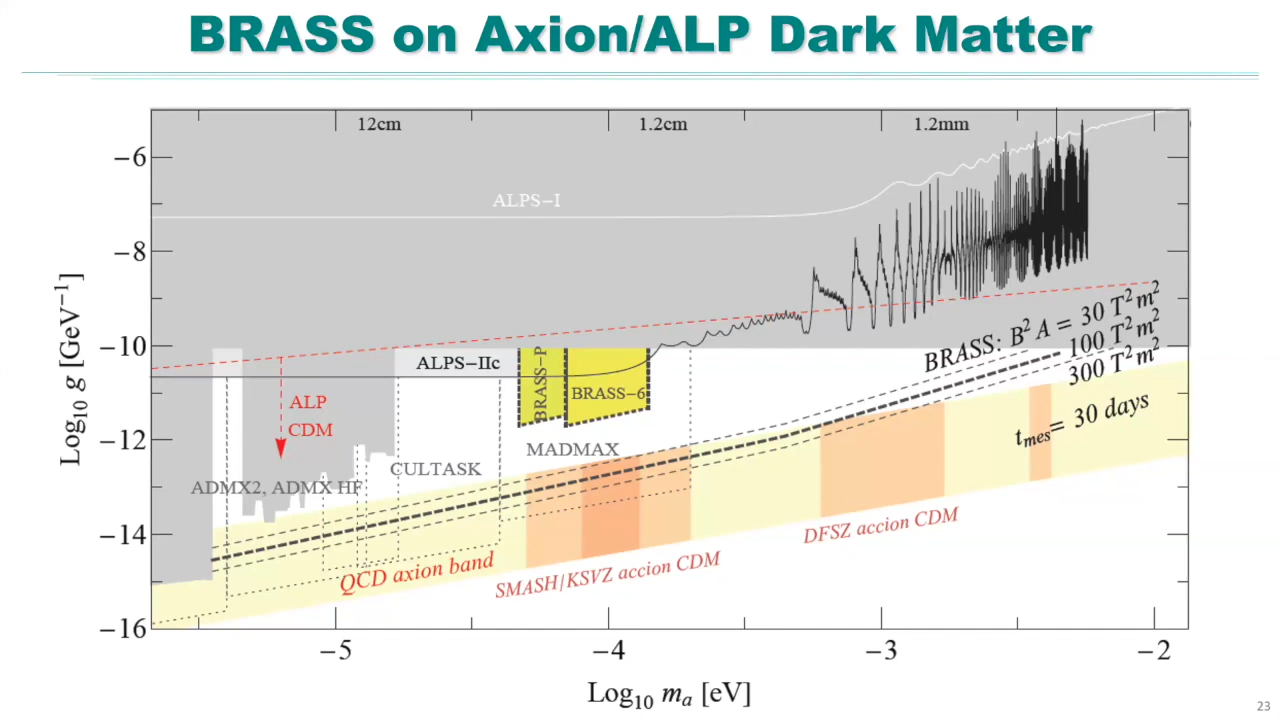 BRASS on Axion/ALP Dark Matter
12cm
1.2cm
1.2mm
−6
−8
−10
−12
−14
−16
Log10 g [GeV−1]
ALPS−I
ALPS−IIc
BRASS−P
BRASS−6
ALP
CDM
ADMX2, ADMX HF
CULTASK
MADMAX
BRASS: B2 A = 30 T2 m2
100 T2 m2
300 T2 m2
tmes= 30 days
QCD axion band
SMASH/KSVZ accion CDM
DFSZ accion CDM
−5
−4
−3
−2
Log10 ma [eV]
23